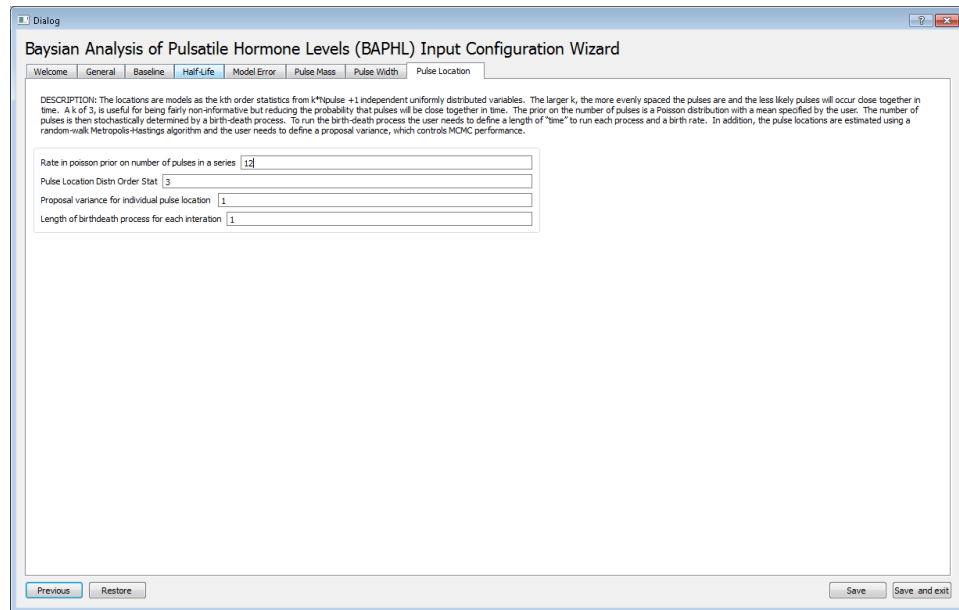 Dialog
Baysian Analysis of Pulsatile Hormone Levels (BAPHL) Input Configuration Wizard
Welcome General Baseline Half-Life Model Error Pulse Mass Pulse Width Pulse Location
DESCRIPTION: The locations are models as the kth order statistics from k*Npulse +1 independent uniformly distributed variables. The larger k, the more evenly spaced the pulses are and the less likely pulses will occur close together in
time. A k of 3, is useful for being fairly non-informative but reducing the probability that pulses will be close together in time. The prior on the number of pulses is a Poisson distribution with a mean specified by the user. The number of
pulses is then stochastically determined by a birth-death process. To run the birth-death process the user needs to define a length of "time" to run each process and a birth rate. In addition, the pulse locations are estimated using a
random-walk Metropolis-Hastings algorithm and the user needs to define a proposal variance, which controls MCMC performance.
Rate in poisson prior on number of pulses in a series 12
Pulse Location Distn Order Stat 3
Proposal variance for individual pulse location 1
Length of birthdeath process for each interation 1
Previous Restore Save Save and exit